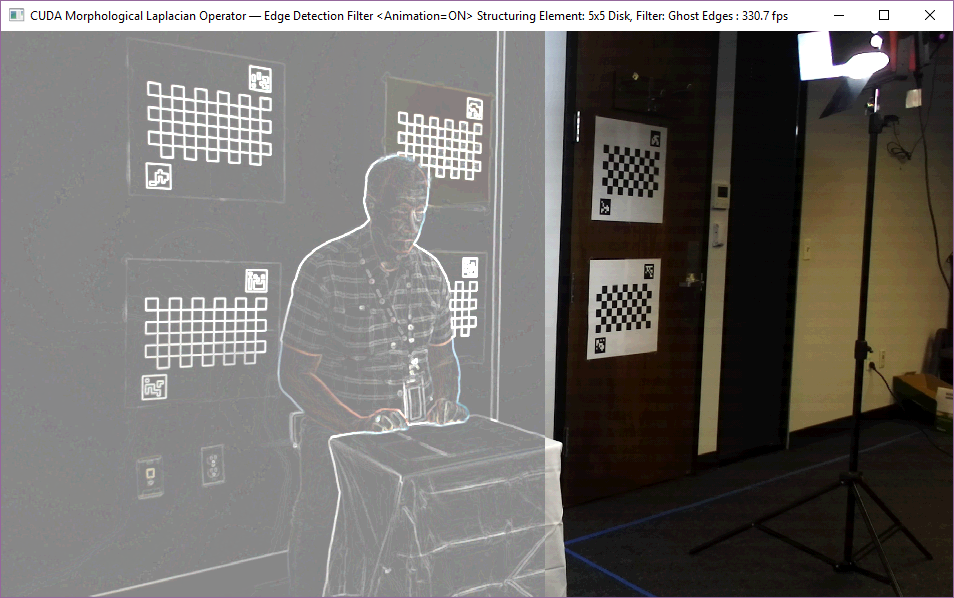 CUDA Morphological Laplacian Operator — Edge Detection Filter <Animation=ON> Structuring Element: 5x5 Disk, Filter: Ghost Edges : 330.7 fps